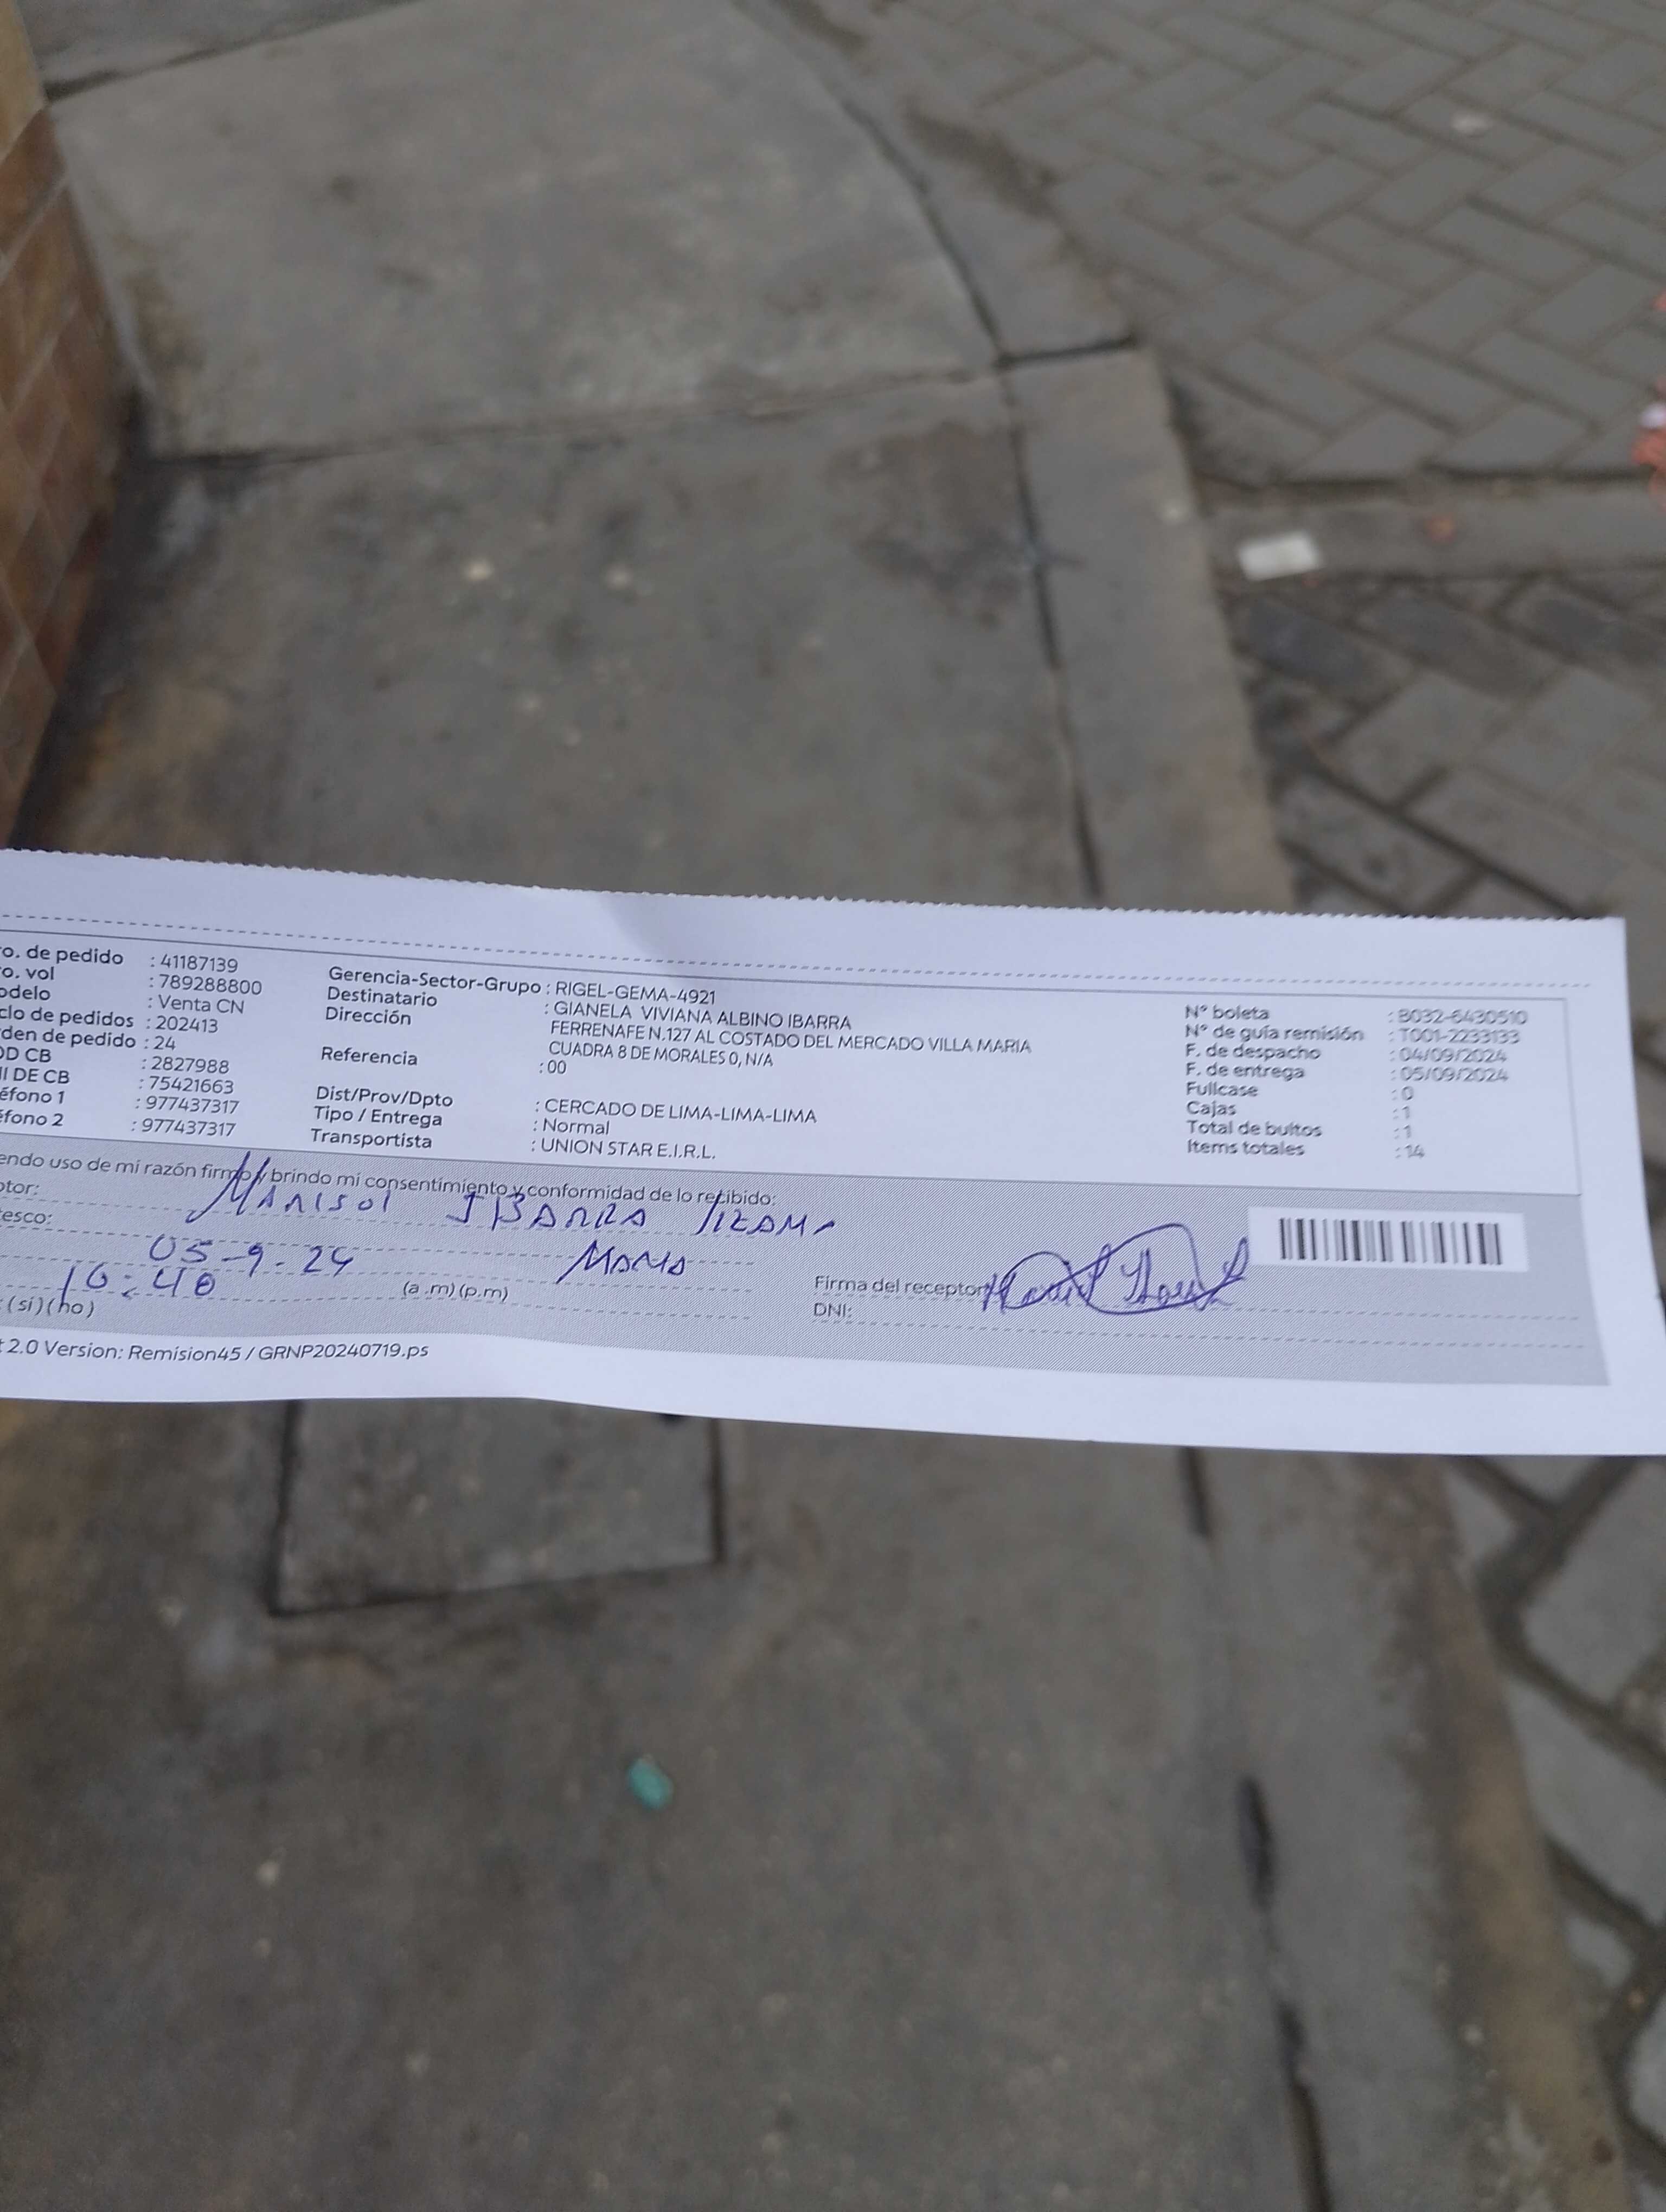 o. de pedido : 41187139
o. vol : 789288800
odelo : Venta CN
clo de pedidos : 202413
den de pedido : 24
OD CB : 2827988
NI DE CB : 75421663
éfono 1 : 977437317
éfono 2 : 977437317
Gerencia-Sector-Grupo : RIGEL-GEMA-4921
Destinatario : GIANELA VIVIANA ALBINO IBARRA
Dirección : FERRENAFE N.127 AL COSTADO DEL MERCADO VILLA MARIA
CUADRA 8 DE MORALES 0, N/A
Referencia : 00
Dist/Prov/Dpto : CERCADO DE LIMA-LIMA-LIMA
Tipo / Entrega : Normal
Transportista : UNION STAR E.I.R.L.
N° boleta : B032-6430510
N° de guía remisión : T001-2233133
F. de despacho : 04/09/2024
F. de entrega : 05/09/2024
Fullcase : 0
Cajas : 1
Total de bultos : 1
Items totales : 14
endo uso de mi razón firmo y brindo mi consentimiento y conformidad de lo recibido:
ptor: MARISOL IBARRA
esco: MAMA
05-9-24
10:40 (a.m) (p.m)
: (si) (no)
Firma del receptor:
DNI:
t 2.0 Version: Remision45 / GRNP20240719.ps